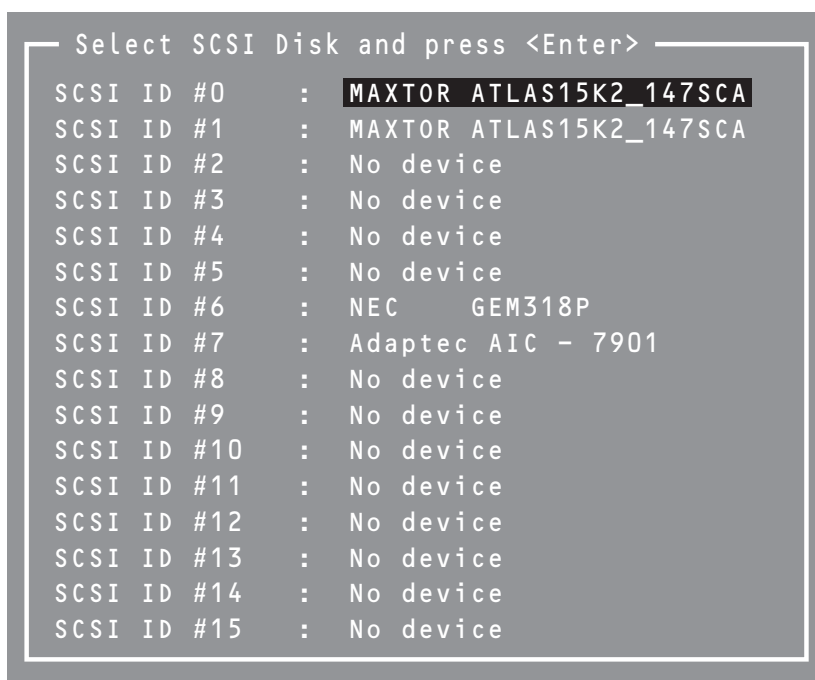 Select SCSI Disk and press <Enter>
SCSI ID #0 : MAXTOR ATLAS15K2_147SCA
SCSI ID #1 : MAXTOR ATLAS15K2_147SCA
SCSI ID #2 : No device
SCSI ID #3 : No device
SCSI ID #4 : No device
SCSI ID #5 : No device
SCSI ID #6 : NEC GEM318P
SCSI ID #7 : Adaptec AIC - 7901
SCSI ID #8 : No device
SCSI ID #9 : No device
SCSI ID #10 : No device
SCSI ID #11 : No device
SCSI ID #12 : No device
SCSI ID #13 : No device
SCSI ID #14 : No device
SCSI ID #15 : No device